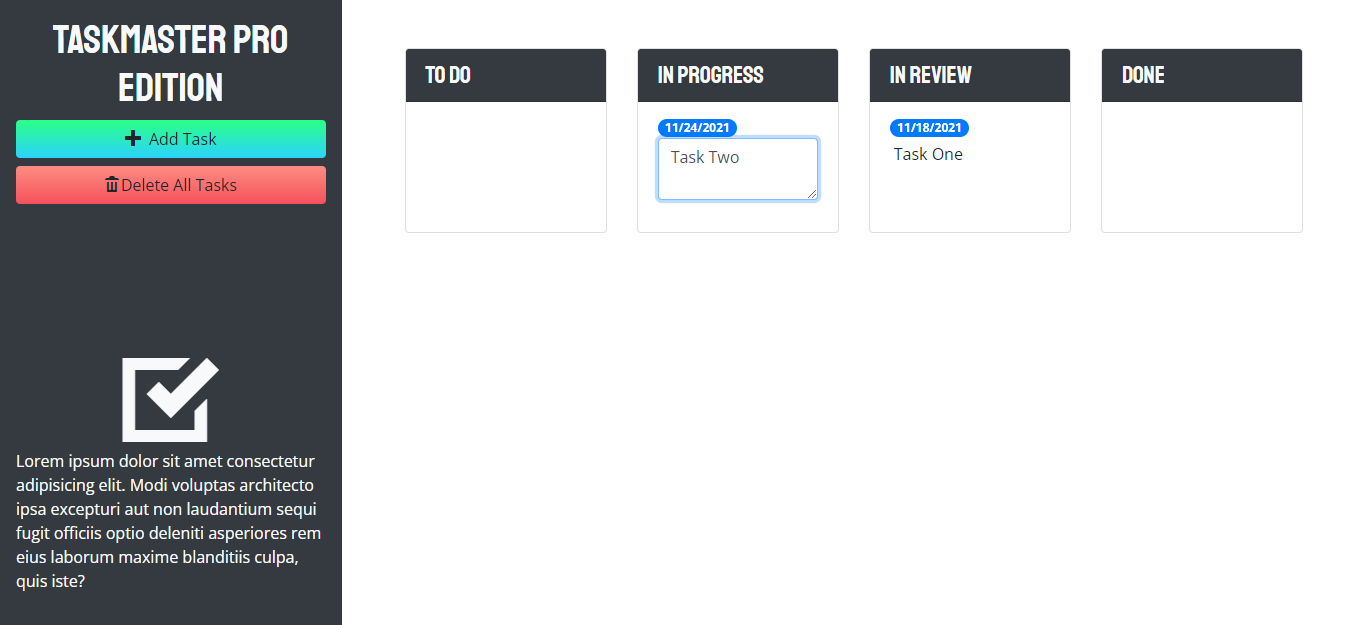 TASKMASTER PRO
EDITION
Add Task
Delete All Tasks
Lorem ipsum dolor sit amet consectetur
adipisicing elit. Modi voluptas architecto
ipsa excepturi aut non laudantium sequi
fugit officiis optio deleniti asperiores rem
eius laborum maxime blanditiis culpa,
quis iste?
TO DO
IN PROGRESS
11/24/2021
Task Two
IN REVIEW
11/18/2021
Task One
DONE